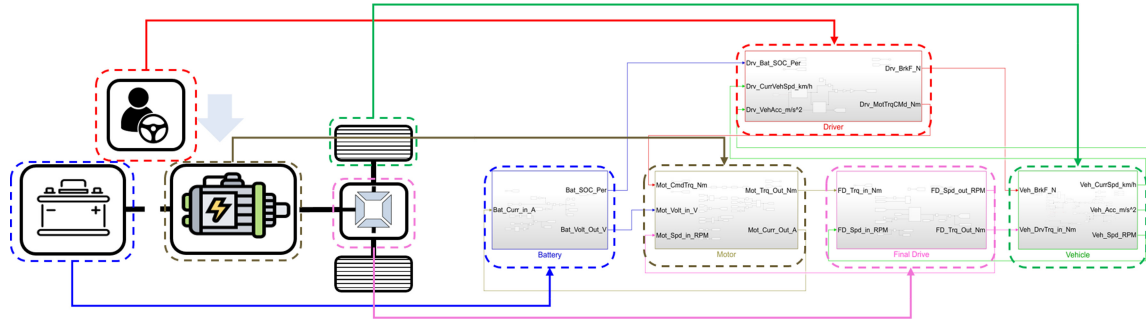 Drv_Bat_SOC_Per
Drv_BrkF_N
Drv_CurrVehSpd_km/h
Drv_VehAcc_m/s^2
Drv_MotTrqCMd_Nm
Driver
Bat_SOC_Per
Bat_Curr_in_A
Bat_Volt_Out_V
Battery
Mot_CmdTrq_Nm
Mot_Trq_Out_Nm
Mot_Volt_in_V
Mot_Spd_in_RPM
Mot_Curr_Out_A
Motor
FD_Trq_in_Nm
FD_Spd_out_RPM
FD_Spd_in_RPM
FD_Trq_Out_Nm
Final Drive
Veh_BrkF_N
Veh_CurrSpd_km/h
Veh_Acc_m/s^2
Veh_DrvTrq_in_Nm
Veh_Spd_RPM
Vehicle